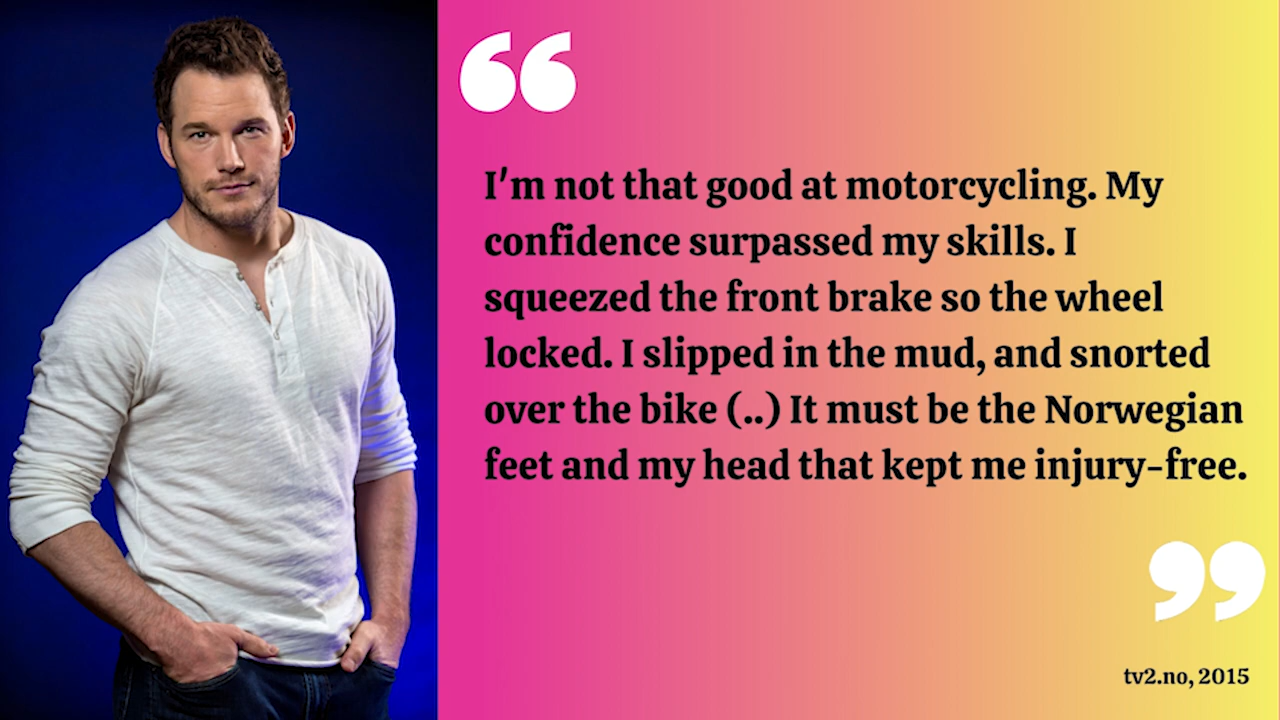 “
I'm not that good at motorcycling. My
confidence surpassed my skills. I
squeezed the front brake so the wheel
locked. I slipped in the mud, and snorted
over the bike (..) It must be the Norwegian
feet and my head that kept me injury-free.
”
tv2.no, 2015